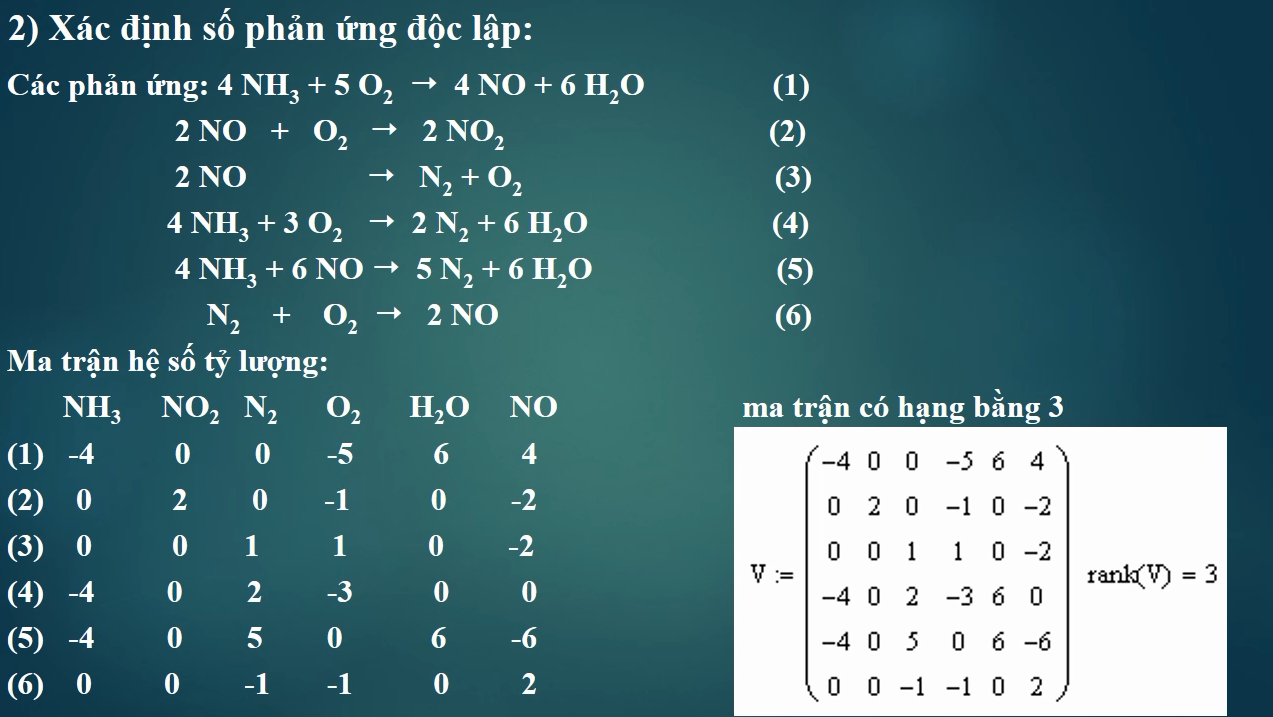 2) Xác định số phản ứng độc lập:
Các phản ứng: 4 NH₃ + 5 O₂ → 4 NO + 6 H₂O (1)
2 NO + O₂ → 2 NO₂ (2)
2 NO → N₂ + O₂ (3)
4 NH₃ + 3 O₂ → 2 N₂ + 6 H₂O (4)
4 NH₃ + 6 NO → 5 N₂ + 6 H₂O (5)
N₂ + O₂ → 2 NO (6)
Ma trận hệ số tỷ lượng:
NH₃ NO₂ N₂ O₂ H₂O NO
(1) -4 0 0 -5 6 4
(2) 0 2 0 -1 0 -2
(3) 0 0 1 1 0 -2
(4) -4 0 2 -3 0 0
(5) -4 0 5 0 6 -6
(6) 0 0 -1 -1 0 2
ma trận có hạng bằng 3
−4 0 0 −5 6 4
0 2 0 −1 0 −2
0 0 1 1 0 −2
V := −4 0 2 −3 6 0 rank(V) = 3
−4 0 5 0 6 −6
0 0 −1 −1 0 2